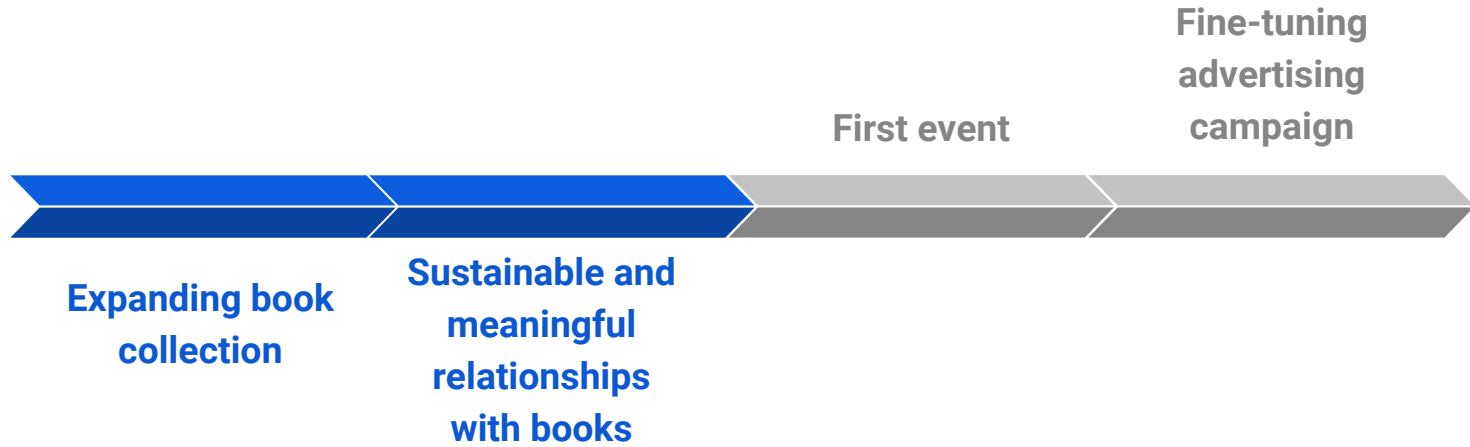 Expanding book
collection
Sustainable and
meaningful
relationships
with books
First event
Fine-tuning
advertising
campaign